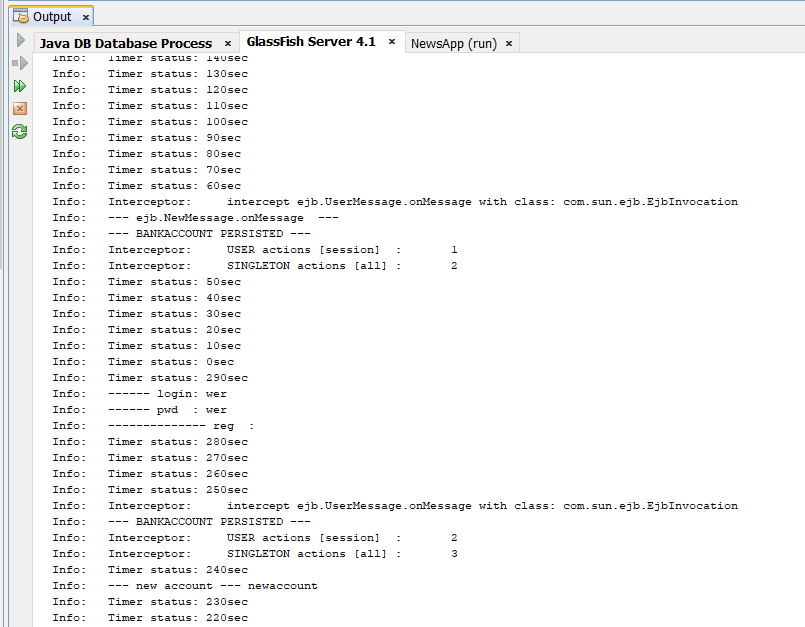 Output ×
Java DB Database Process × GlassFish Server 4.1 × NewsApp (run) ×
Info: Timer status: 140sec
Info: Timer status: 130sec
Info: Timer status: 120sec
Info: Timer status: 110sec
Info: Timer status: 100sec
Info: Timer status: 90sec
Info: Timer status: 80sec
Info: Timer status: 70sec
Info: Timer status: 60sec
Info: Interceptor: intercept ejb.UserMessage.onMessage with class: com.sun.ejb.EjbInvocation
Info: --- ejb.NewMessage.onMessage ---
Info: --- BANKACCOUNT PERSISTED ---
Info: Interceptor: USER actions [session] : 1
Info: Interceptor: SINGLETON actions [all] : 2
Info: Timer status: 50sec
Info: Timer status: 40sec
Info: Timer status: 30sec
Info: Timer status: 20sec
Info: Timer status: 10sec
Info: Timer status: 0sec
Info: Timer status: 290sec
Info: ------ login: wer
Info: ------ pwd : wer
Info: -------------- reg :
Info: Timer status: 280sec
Info: Timer status: 270sec
Info: Timer status: 260sec
Info: Timer status: 250sec
Info: Interceptor: intercept ejb.UserMessage.onMessage with class: com.sun.ejb.EjbInvocation
Info: --- BANKACCOUNT PERSISTED ---
Info: Interceptor: USER actions [session] : 2
Info: Interceptor: SINGLETON actions [all] : 3
Info: Timer status: 240sec
Info: --- new account --- newaccount
Info: Timer status: 230sec
Info: Timer status: 220sec